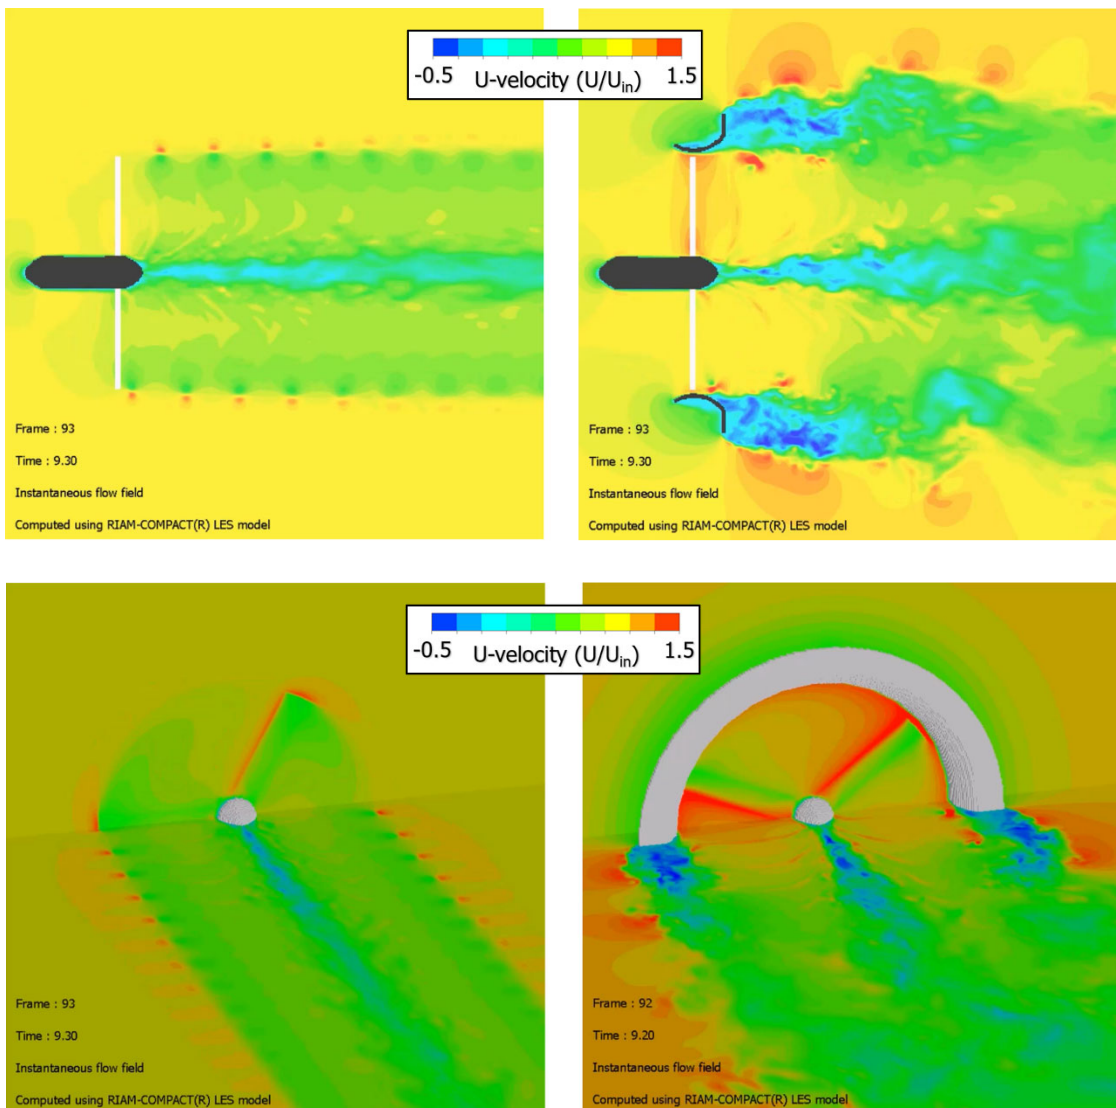 -0.5 U-velocity (U/Uin) 1.5
Frame : 93
Time : 9.30
Instantaneous flow field
Computed using RIAM-COMPACT(R) LES model
Frame : 93
Time : 9.30
Instantaneous flow field
Computed using RIAM-COMPACT(R) LES model
-0.5 U-velocity (U/Uin) 1.5
Frame : 93
Time : 9.30
Instantaneous flow field
Computed using RIAM-COMPACT(R) LES model
Frame : 92
Time : 9.20
Instantaneous flow field
Computed using RIAM-COMPACT(R) LES model